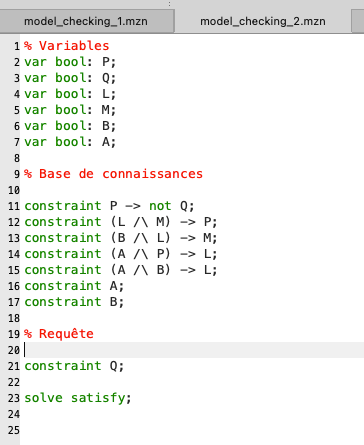 model_checking_1.mzn model_checking_2.mzn
1 % Variables
2 var bool: P;
3 var bool: Q;
4 var bool: L;
5 var bool: M;
6 var bool: B;
7 var bool: A;
8
9 % Base de connaissances
10
11 constraint P -> not Q;
12 constraint (L /\ M) -> P;
13 constraint (B /\ L) -> M;
14 constraint (A /\ P) -> L;
15 constraint (A /\ B) -> L;
16 constraint A;
17 constraint B;
18
19 % Requête
20
21 constraint Q;
22
23 solve satisfy;
24
25